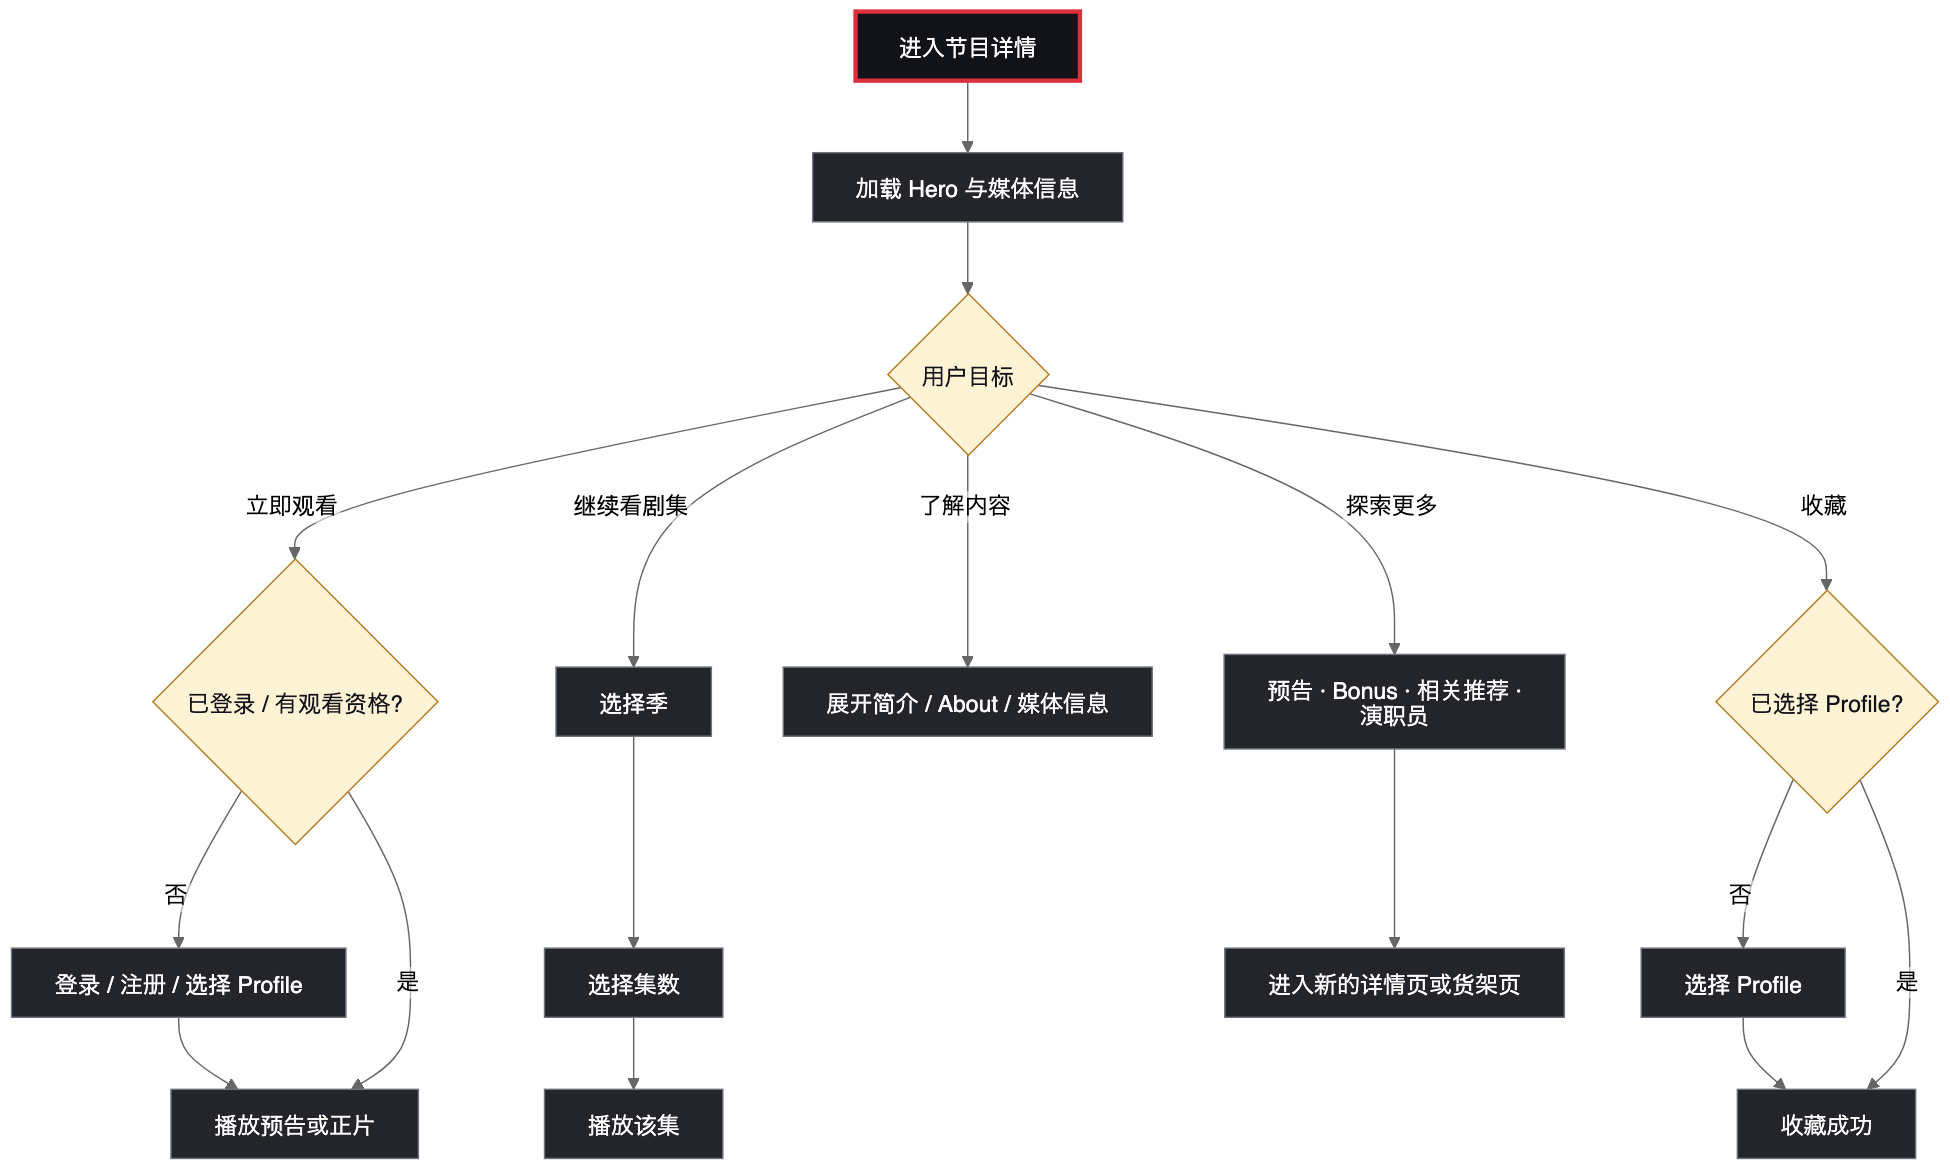 进入节目详情
加载 Hero 与媒体信息
用户目标
立即观看
继续看剧集
了解内容
探索更多
收藏
已登录 / 有观看资格?
选择季
展开简介 / About / 媒体信息
预告 · Bonus · 相关推荐 ·
演职员
已选择 Profile?
否
否
登录 / 注册 / 选择 Profile
是
选择集数
进入新的详情页或货架页
选择 Profile
是
播放预告或正片
播放该集
收藏成功